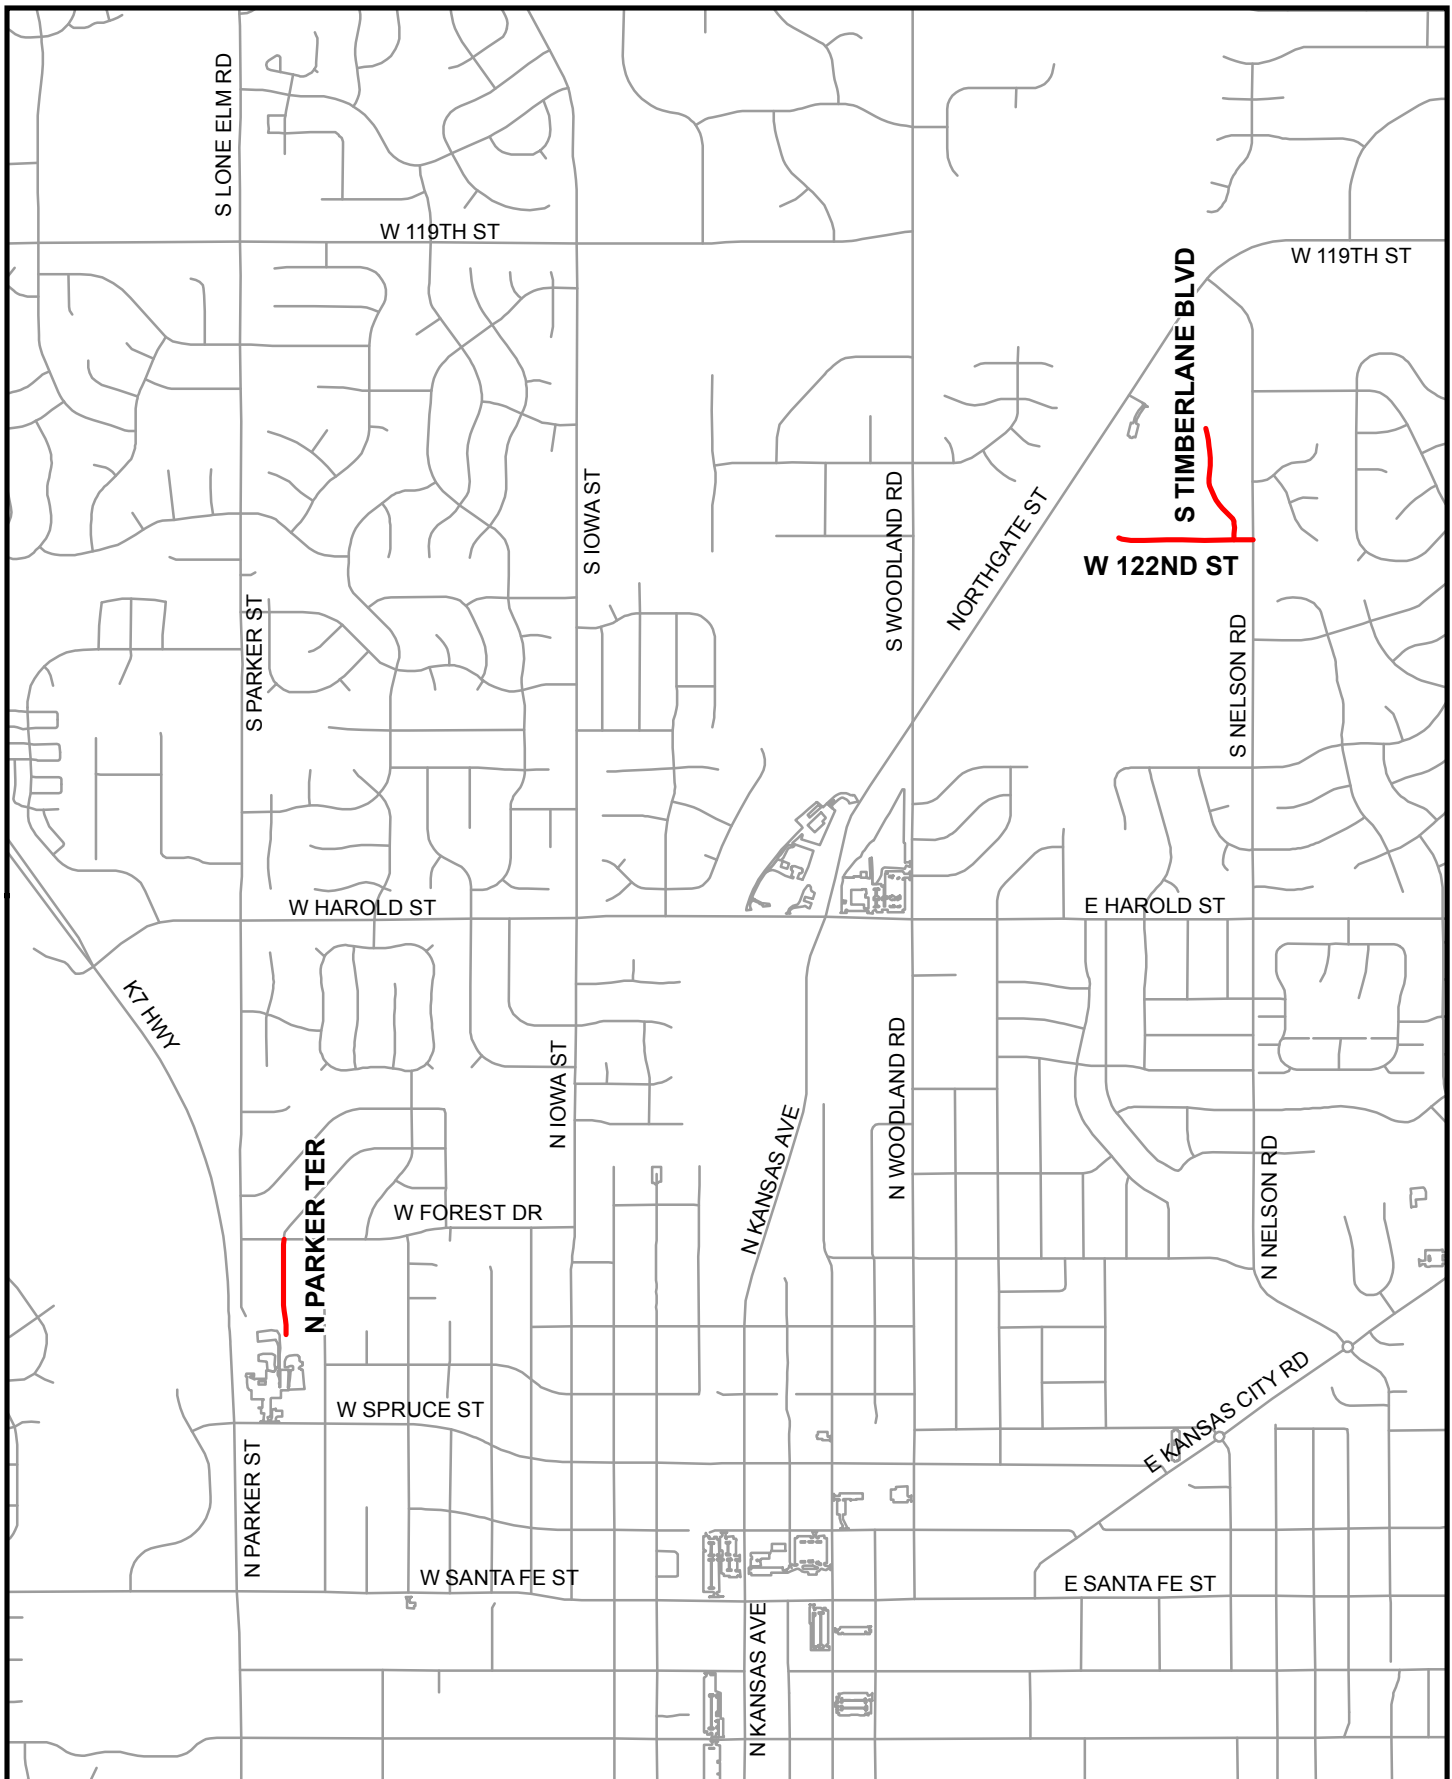 S LONE ELM RD
W 119TH ST
W 119TH ST
S TIMBERLANE BLVD
S IOWA ST
S WOODLAND RD
NORTHGATE ST
W 122ND ST
S PARKER ST
S NELSON RD
W HAROLD ST
E HAROLD ST
K7 HWY
N IOWA ST
N WOODLAND RD
N KANSAS AVE
N PARKER TER
W FOREST DR
N NELSON RD
E KANSAS CITY RD
W SPRUCE ST
N PARKER ST
W SANTA FE ST
E SANTA FE ST
N KANSAS AVE